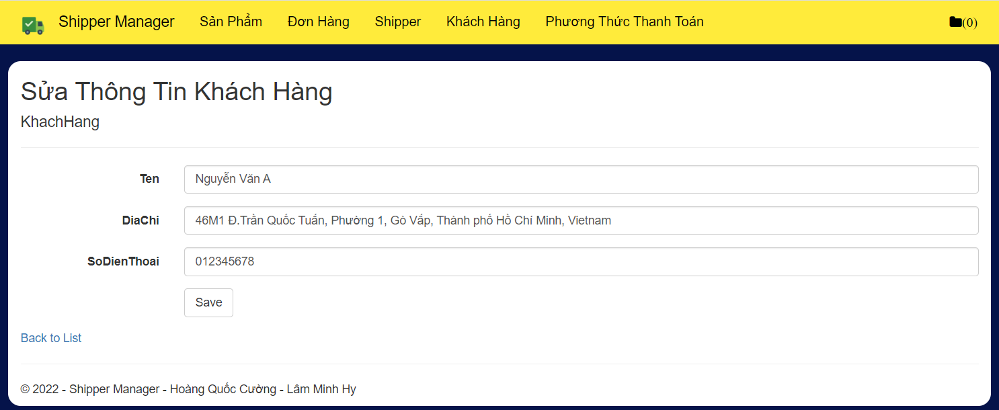 Shipper Manager Sản Phẩm Đơn Hàng Shipper Khách Hàng Phương Thức Thanh Toán (0)
Sửa Thông Tin Khách Hàng
KhachHang
Ten Nguyễn Văn A
DiaChi 46M1 Đ.Trần Quốc Tuấn, Phường 1, Gò Vấp, Thành phố Hồ Chí Minh, Vietnam
SoDienThoai 012345678
Save
Back to List
© 2022 - Shipper Manager - Hoàng Quốc Cường - Lâm Minh Hy